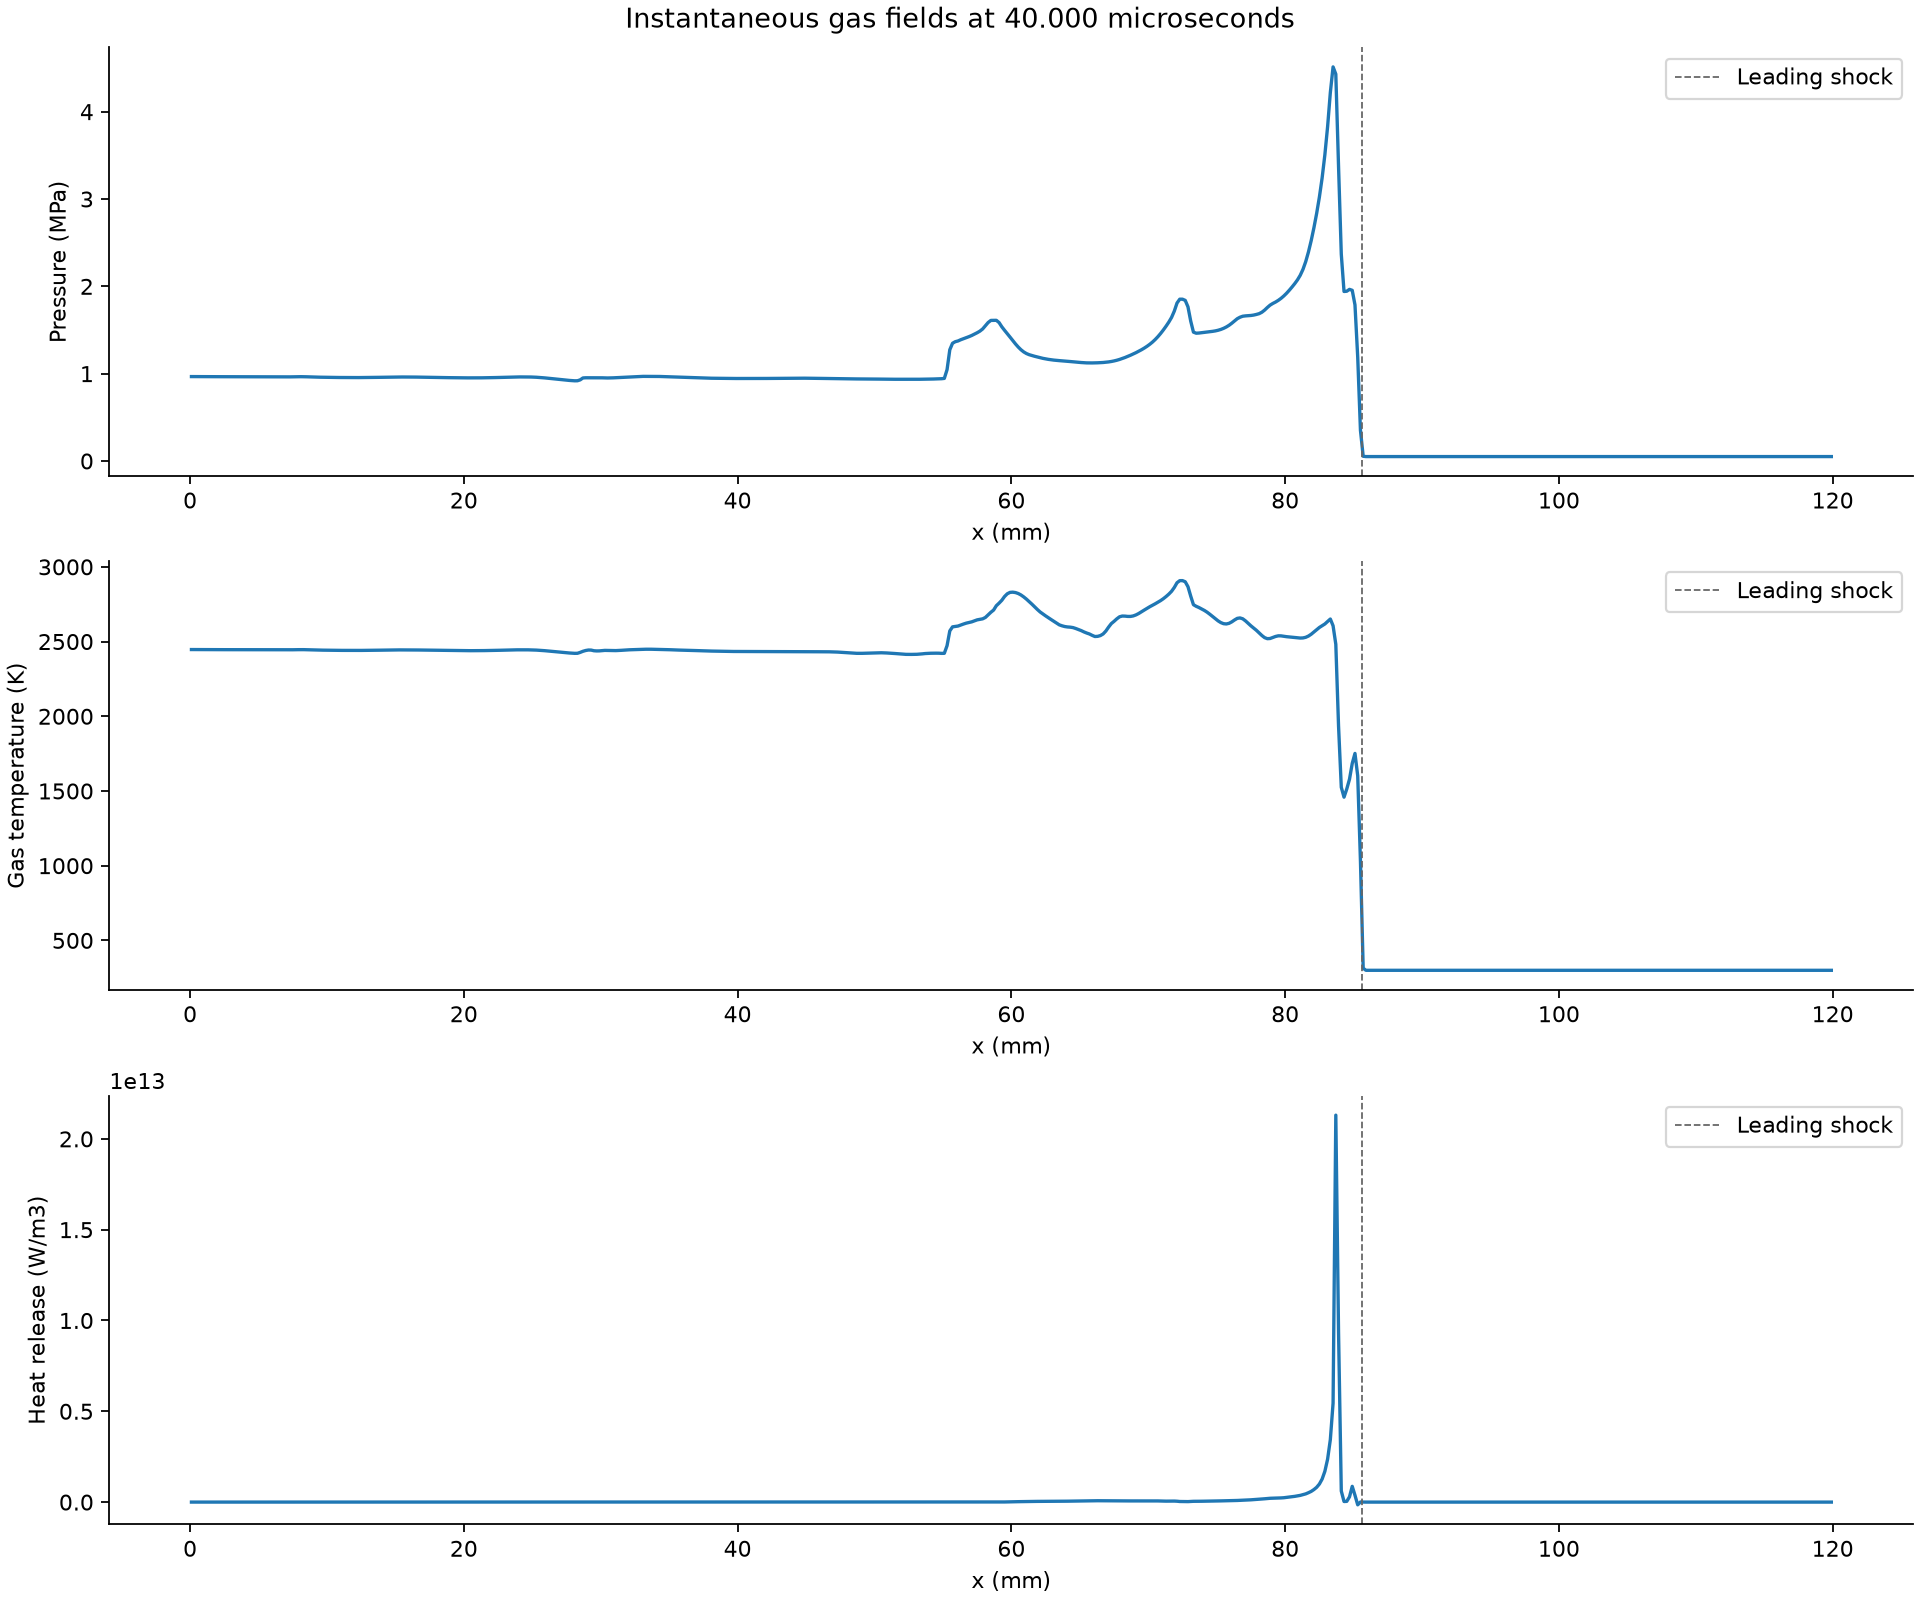 Instantaneous gas fields at 40.000 microseconds
Leading shock
Pressure (MPa)
4
3
2
1
0
0 20 40 60 80 100 120
x (mm)
Leading shock
Gas temperature (K)
3000
2500
2000
1500
1000
500
0 20 40 60 80 100 120
x (mm)
1e13
Leading shock
Heat release (W/m3)
2.0
1.5
1.0
0.5
0.0
0 20 40 60 80 100 120
x (mm)